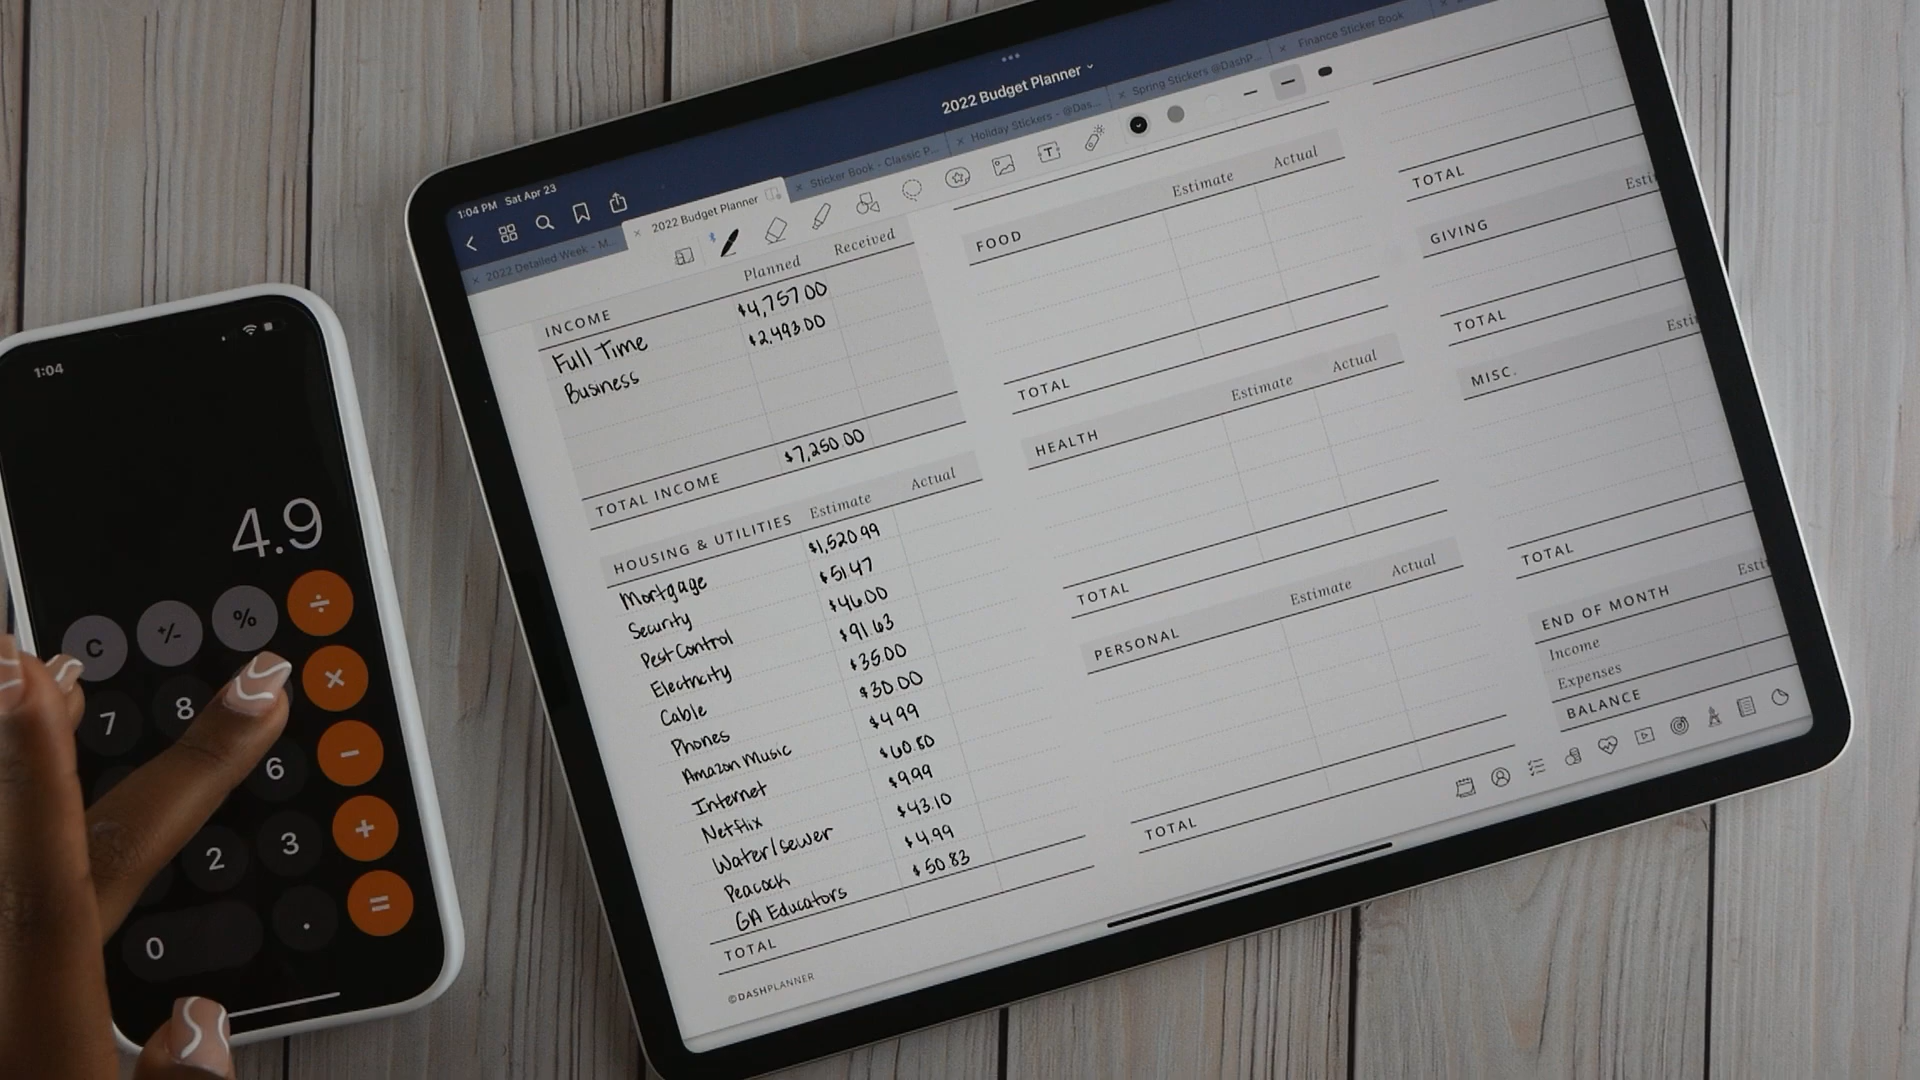 1:04
4.9
C +/- % ÷
7 8 ×
6 −
2 3 +
0 . =
1:04 PM Sat Apr 23
2022 Budget Planner
2022 Detailed Week - M...
2022 Budget Planner
Sticker Book - Classic P...
Holiday Stickers - @Das...
Spring Stickers @DashP...
Finance Sticker Book
INCOME Planned Received
Full Time $4,757.00
Business $2,493.00
TOTAL INCOME $7,250.00
HOUSING & UTILITIES Estimate Actual
Mortgage $1,520.99
Security $51.47
Pest Control $46.00
Electricity $91.63
Cable $35.00
Phones $30.00
Amazon Music $4.99
Internet $60.80
Netflix $9.99
Water/sewer $43.10
Peacock $4.99
GA Educators $50.83
TOTAL
©DASHPLANNER
FOOD Estimate Actual
TOTAL
HEALTH Estimate Actual
TOTAL
PERSONAL Estimate Actual
TOTAL
TOTAL
GIVING Esti
TOTAL
MISC. Esti
TOTAL
END OF MONTH Esti
Income
Expenses
BALANCE